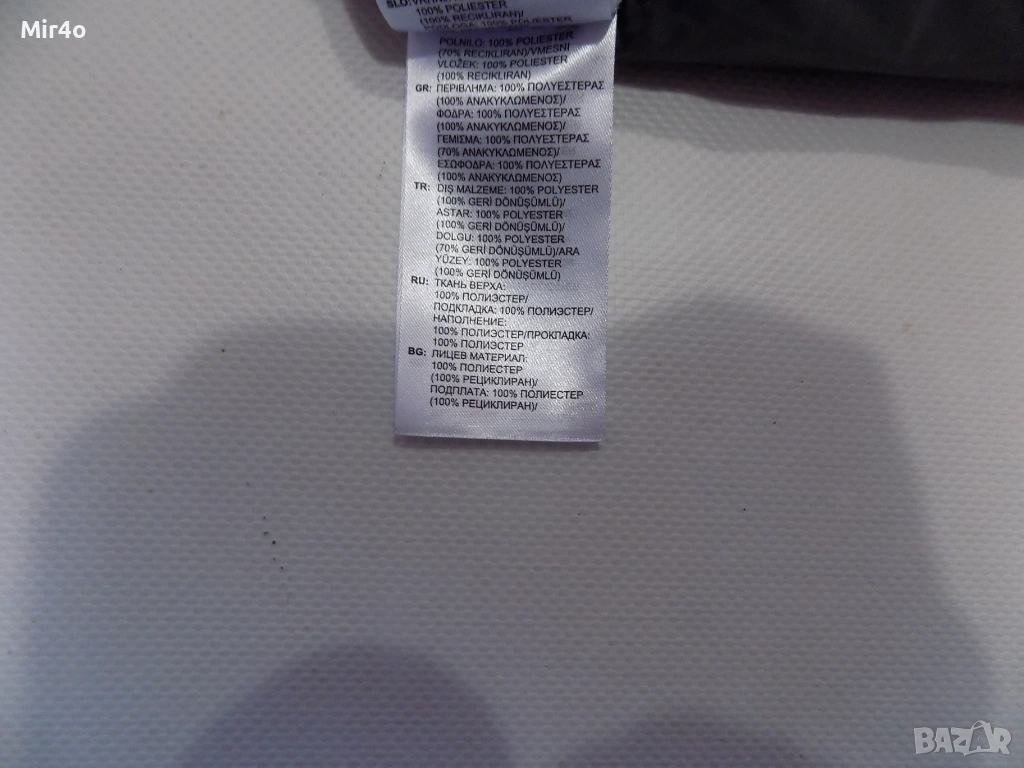 Mir4o
100% POLIESTER
(100% RECIKLIRAN)/
PODLOGA: 100% POLIESTER
POLNILO: 100% POLIESTER
(70% RECIKLIRAN)/VMESNI
VLOŽEK: 100% POLIESTER
(100% RECIKLIRAN)
GR: ΠΕΡΙΒΛΗΜΑ: 100% ΠΟΛΥΕΣΤΕΡΑΣ
(100% ΑΝΑΚΥΚΛΩΜΕΝΟΣ)/
ΦΟΔΡΑ: 100% ΠΟΛΥΕΣΤΕΡΑΣ
(100% ΑΝΑΚΥΚΛΩΜΕΝΟΣ)/
ΓΕΜΙΣΜΑ: 100% ΠΟΛΥΕΣΤΕΡΑΣ
(70% ΑΝΑΚΥΚΛΩΜΕΝΟΣ)/
ΕΣΩΦΟΔΡΑ: 100% ΠΟΛΥΕΣΤΕΡΑΣ
(100% ΑΝΑΚΥΚΛΩΜΕΝΟΣ)
TR: DIŞ MALZEME: 100% POLYESTER
(100% GERİ DÖNÜŞÜMLÜ)/
ASTAR: 100% POLYESTER
(100% GERİ DÖNÜŞÜMLÜ)/
DOLGU: 100% POLYESTER
(70% GERİ DÖNÜŞÜMLÜ)/ARA
YÜZEY: 100% POLYESTER
(100% GERİ DÖNÜŞÜMLÜ)
RU: ТКАНЬ ВЕРХА:
100% ПОЛИЭСТЕР/
ПОДКЛАДКА: 100% ПОЛИЭСТЕР/
НАПОЛНЕНИЕ:
100% ПОЛИЭСТЕР/ПРОКЛАДКА:
100% ПОЛИЭСТЕР
BG: ЛИЦЕВ МАТЕРИАЛ:
100% ПОЛИЕСТЕР
(100% РЕЦИКЛИРАН)/
ПОДПЛАТА: 100% ПОЛИЕСТЕР
(100% РЕЦИКЛИРАН)/
BAZAR